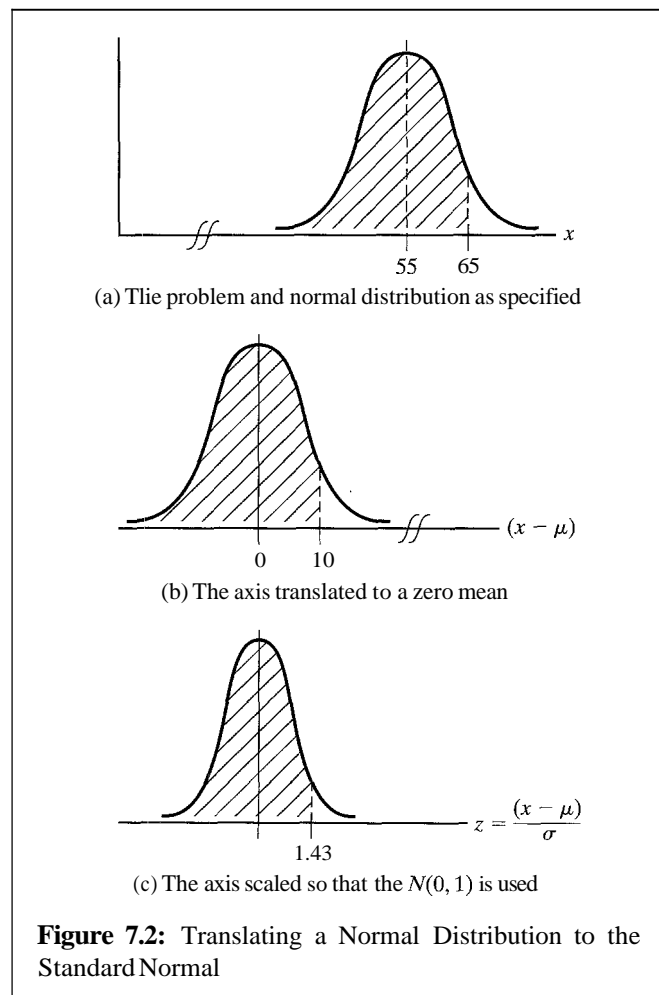 x
55 65
(a) Tlie problem and normal distribution as specified
(x − μ)
0 10
(b) The axis translated to a zero mean
z = (x − μ) / σ
1.43
(c) The axis scaled so that the N(0, 1) is used
Figure 7.2: Translating a Normal Distribution to the
Standard Normal